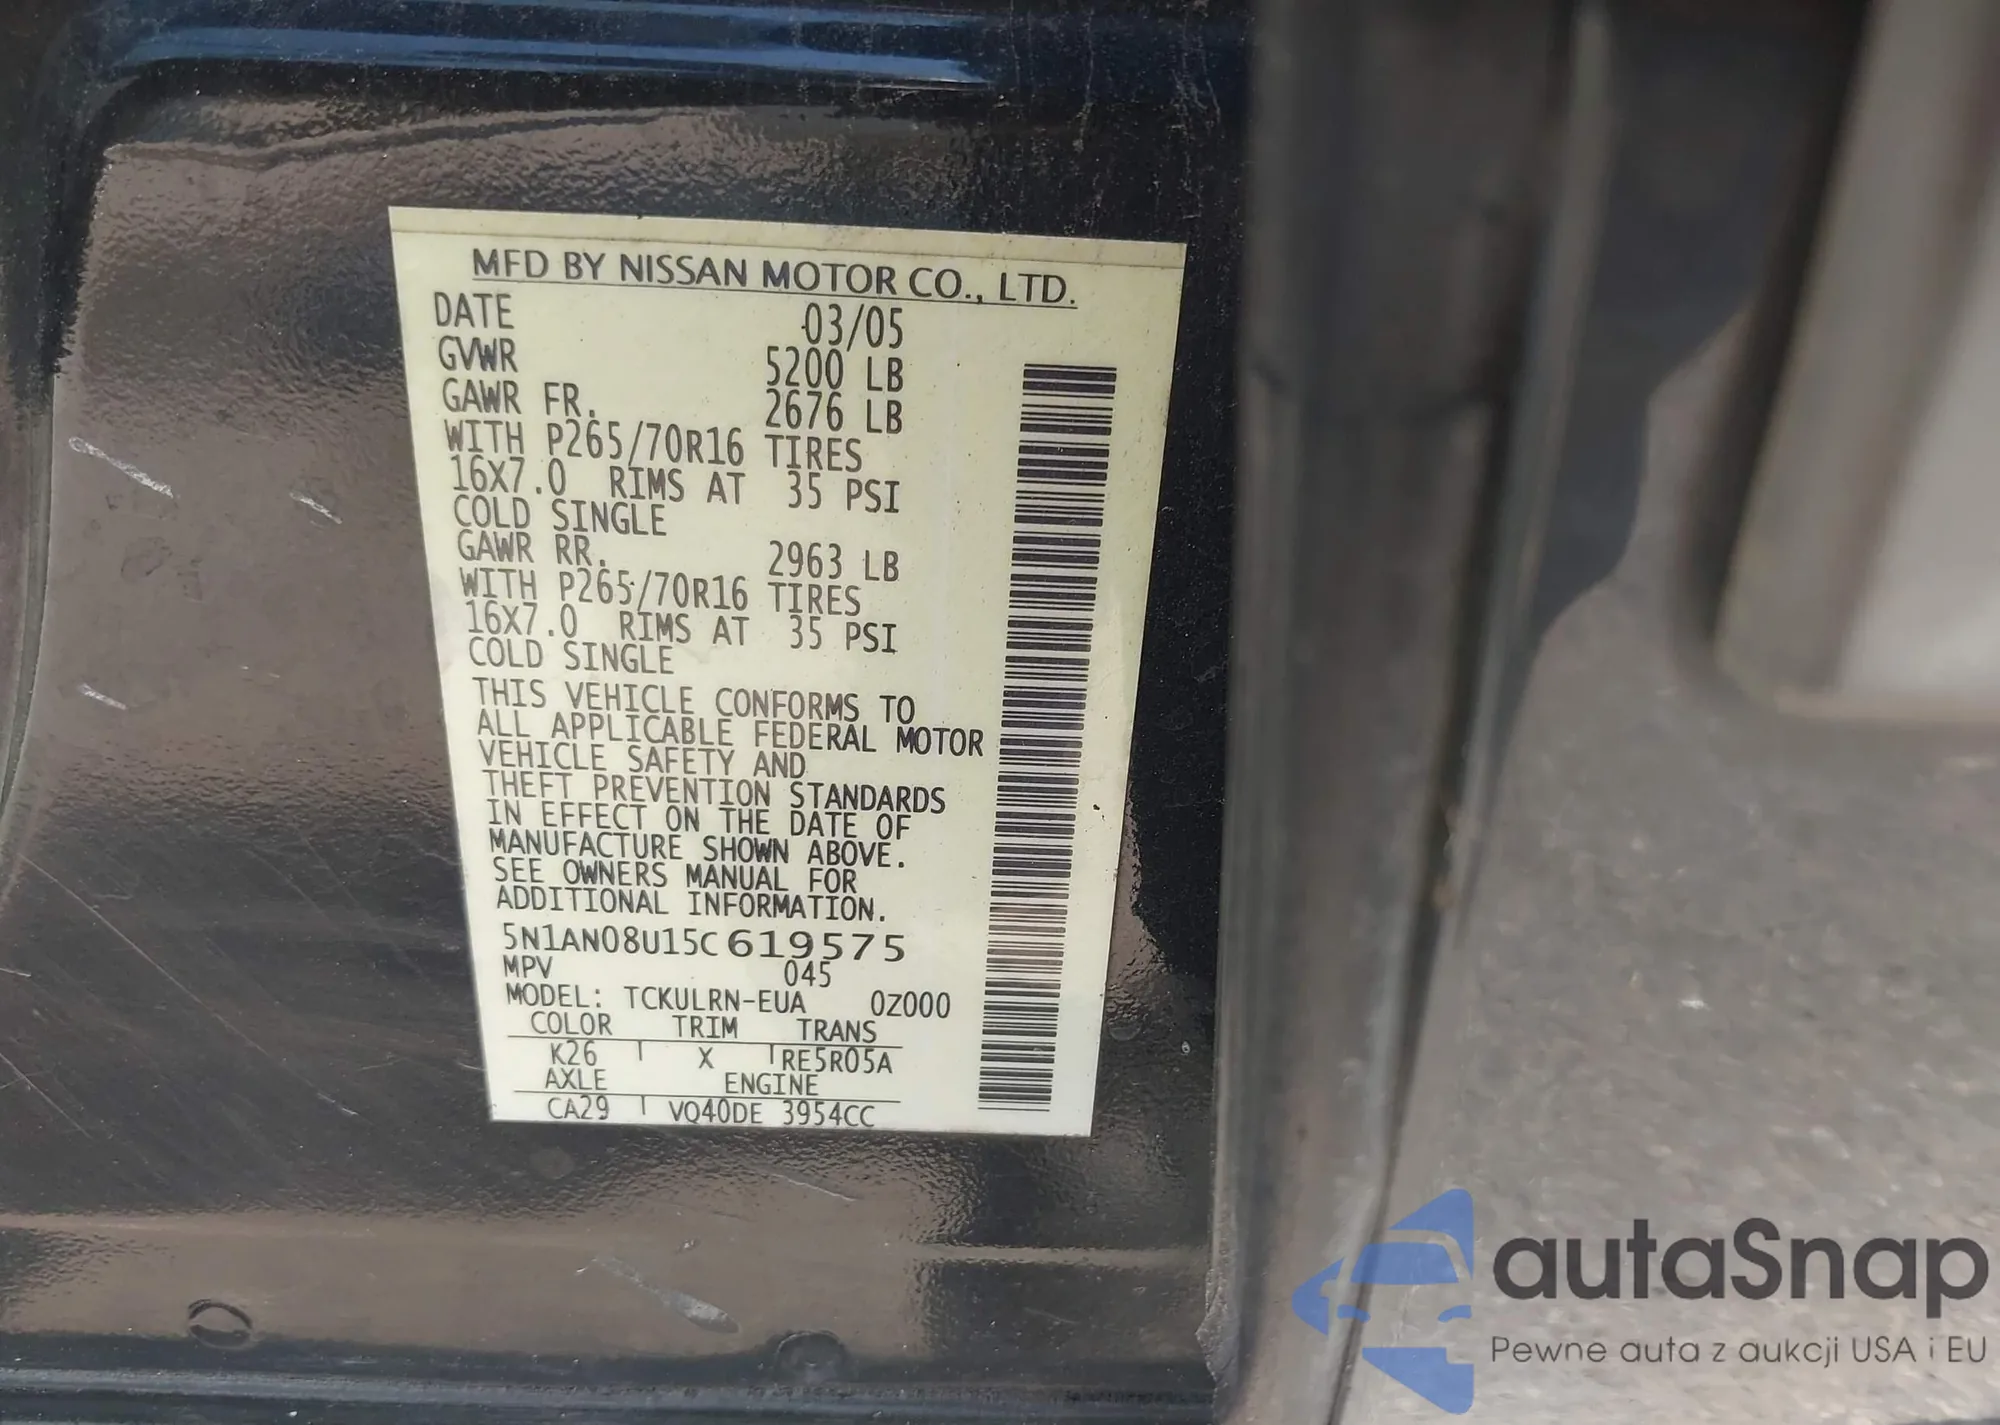 MFD BY NISSAN MOTOR CO., LTD.
DATE 03/05
GVWR 5200 LB
GAWR FR. 2676 LB
WITH P265/70R16 TIRES
16X7.0 RIMS AT 35 PSI
COLD SINGLE
GAWR RR. 2963 LB
WITH P265/70R16 TIRES
16X7.0 RIMS AT 35 PSI
COLD SINGLE
THIS VEHICLE CONFORMS TO
ALL APPLICABLE FEDERAL MOTOR
VEHICLE SAFETY AND
THEFT PREVENTION STANDARDS
IN EFFECT ON THE DATE OF
MANUFACTURE SHOWN ABOVE.
SEE OWNERS MANUAL FOR
ADDITIONAL INFORMATION.
5N1AN08U15C619575
MPV 045
MODEL: TCKULRN-EUA 0Z000
COLOR TRIM TRANS
K26 X RE5R05A
AXLE ENGINE
CA29 VQ40DE 3954CC
autaSnap
Pewne auta z aukcji USA i EU